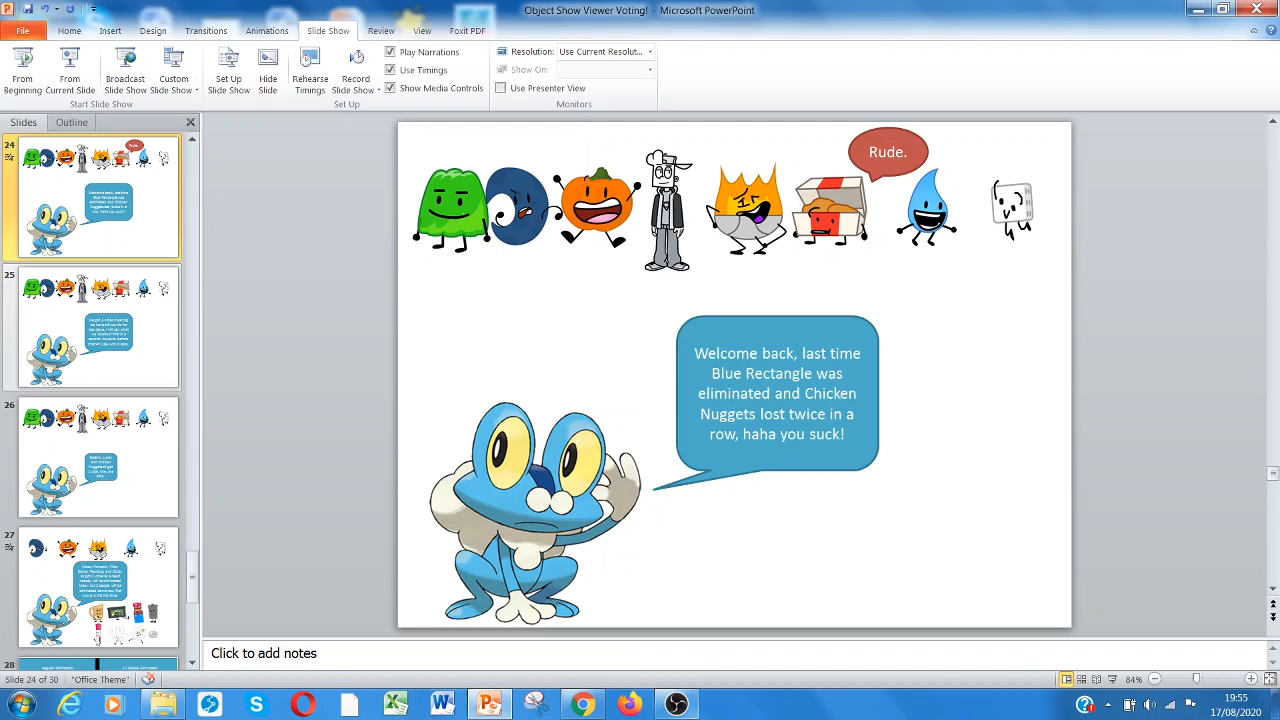 Object Show Viewer Voting! - Microsoft PowerPoint
File Home Insert Design Transitions Animations Slide Show Review View Foxit PDF
From Beginning
From Current Slide
Broadcast Slide Show
Custom Slide Show
Set Up Slide Show
Hide Slide
Rehearse Timings
Record Slide Show
Play Narrations
Use Timings
Show Media Controls
Resolution: Use Current Resolut...
Show On:
Use Presenter View
Start Slide Show
Set Up
Monitors
Slides Outline
24
25
26
27
28
Rude.
Welcome back, last time
Blue Rectangle was
eliminated and Chicken
Nuggets lost twice in a
row, haha you suck!
Click to add notes
Slide 24 of 30 "Office Theme"
84%
19:55
17/08/2020